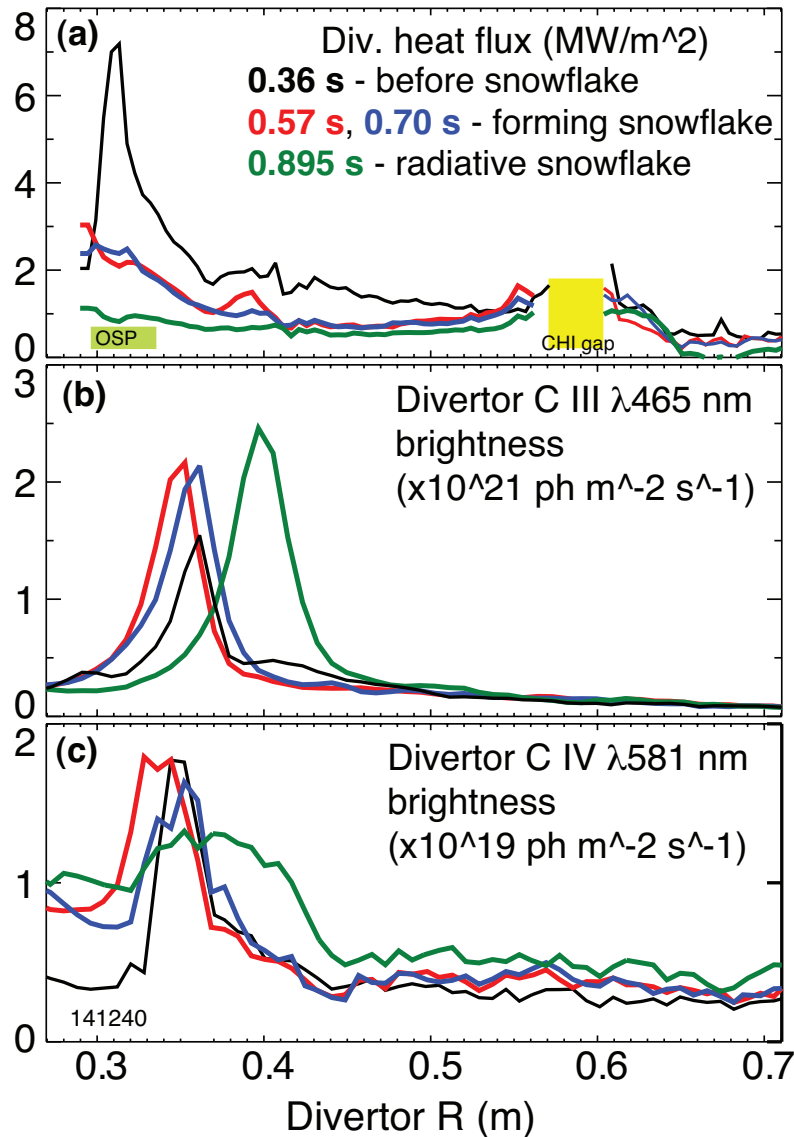 (a) Div. heat flux (MW/m^2)
0.36 s - before snowflake
0.57 s, 0.70 s - forming snowflake
0.895 s - radiative snowflake
8
6
4
2
0
OSP
CHI gap
(b) Divertor C III λ465 nm
brightness
(x10^21 ph m^-2 s^-1)
3
2
1
0
(c) Divertor C IV λ581 nm
brightness
(x10^19 ph m^-2 s^-1)
2
1
0
141240
0.3 0.4 0.5 0.6 0.7
Divertor R (m)